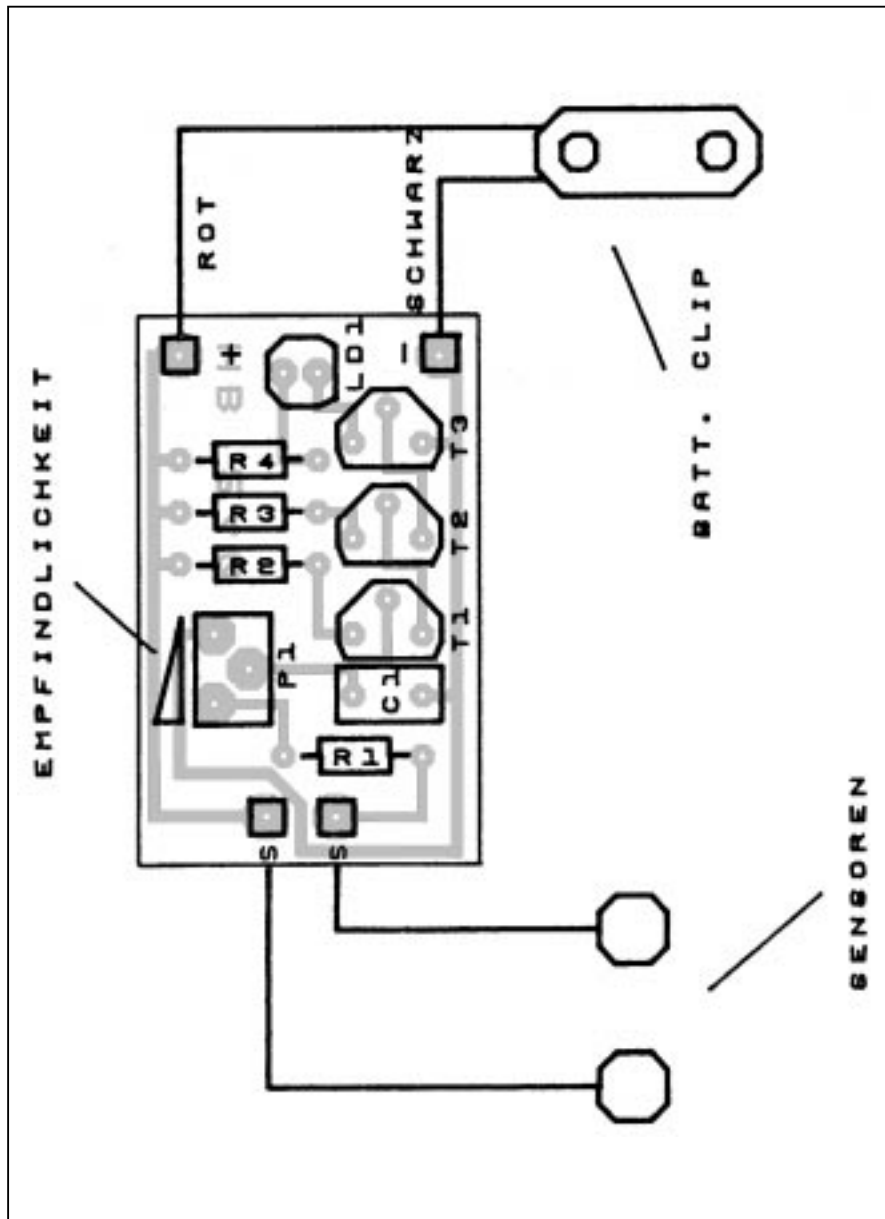 ROT
SCHWARZ
BATT. CLIP
+
-
LD1
T3
R4
R3
T2
R2
T1
EMPFINDLICHKEIT
P1
C1
R1
S
S
SENSOREN